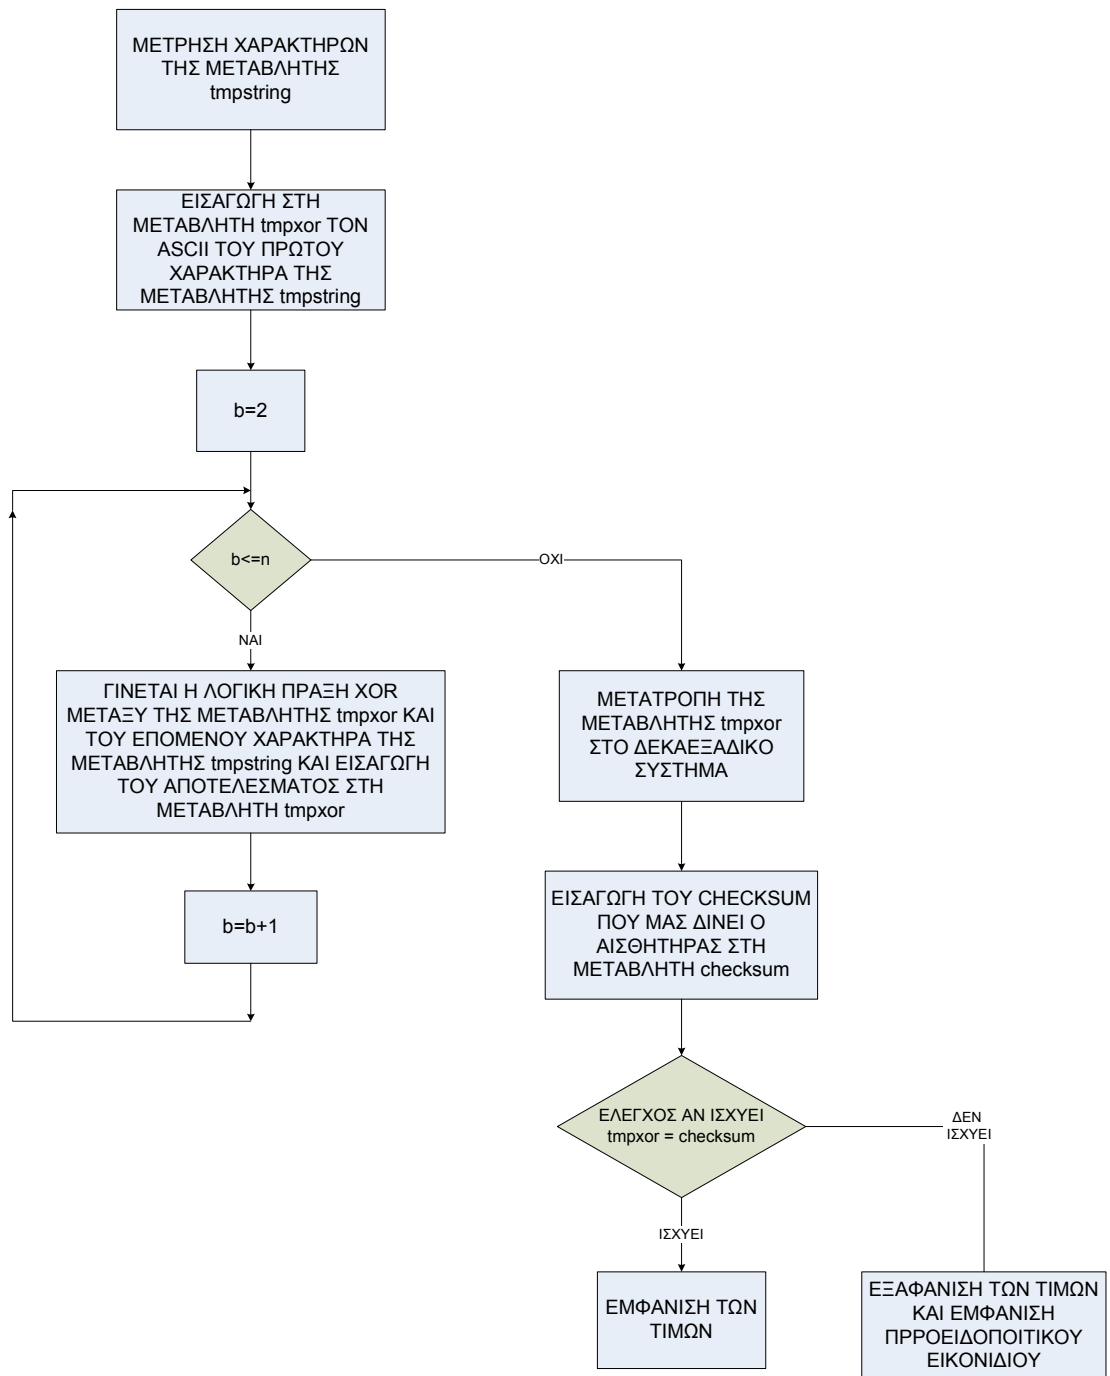 ΜΕΤΡΗΣΗ ΧΑΡΑΚΤΗΡΩΝ
ΤΗΣ ΜΕΤΑΒΛΗΤΗΣ
tmpstring
ΕΙΣΑΓΩΓΗ ΣΤΗ
ΜΕΤΑΒΛΗΤΗ tmpxor ΤΟΝ
ASCII ΤΟΥ ΠΡΩΤΟΥ
ΧΑΡΑΚΤΗΡΑ ΤΗΣ
ΜΕΤΑΒΛΗΤΗΣ tmpstring
b=2
b<=n
ΟΧΙ
ΝΑΙ
ΓΙΝΕΤΑΙ Η ΛΟΓΙΚΗ ΠΡΑΞΗ XOR
ΜΕΤΑΞΥ ΤΗΣ ΜΕΤΑΒΛΗΤΗΣ tmpxor ΚΑΙ
ΤΟΥ ΕΠΟΜΕΝΟΥ ΧΑΡΑΚΤΗΡΑ ΤΗΣ
ΜΕΤΑΒΛΗΤΗΣ tmpstring ΚΑΙ ΕΙΣΑΓΩΓΗ
ΤΟΥ ΑΠΟΤΕΛΕΣΜΑΤΟΣ ΣΤΗ
ΜΕΤΑΒΛΗΤΗ tmpxor
b=b+1
ΜΕΤΑΤΡΟΠΗ ΤΗΣ
ΜΕΤΑΒΛΗΤΗΣ tmpxor
ΣΤΟ ΔΕΚΑΕΞΑΔΙΚΟ
ΣΥΣΤΗΜΑ
ΕΙΣΑΓΩΓΗ ΤΟΥ CHECKSUM
ΠΟΥ ΜΑΣ ΔΙΝΕΙ Ο
ΑΙΣΘΗΤΗΡΑΣ ΣΤΗ
ΜΕΤΑΒΛΗΤΗ checksum
ΕΛΕΓΧΟΣ ΑΝ ΙΣΧΥΕΙ
tmpxor = checksum
ΔΕΝ
ΙΣΧΥΕΙ
ΙΣΧΥΕΙ
ΕΜΦΑΝΙΣΗ ΤΩΝ
ΤΙΜΩΝ
ΕΞΑΦΑΝΙΣΗ ΤΩΝ ΤΙΜΩΝ
ΚΑΙ ΕΜΦΑΝΙΣΗ
ΠΡΡΟΕΙΔΟΠΟΙΤΙΚΟΥ
ΕΙΚΟΝΙΔΙΟΥ